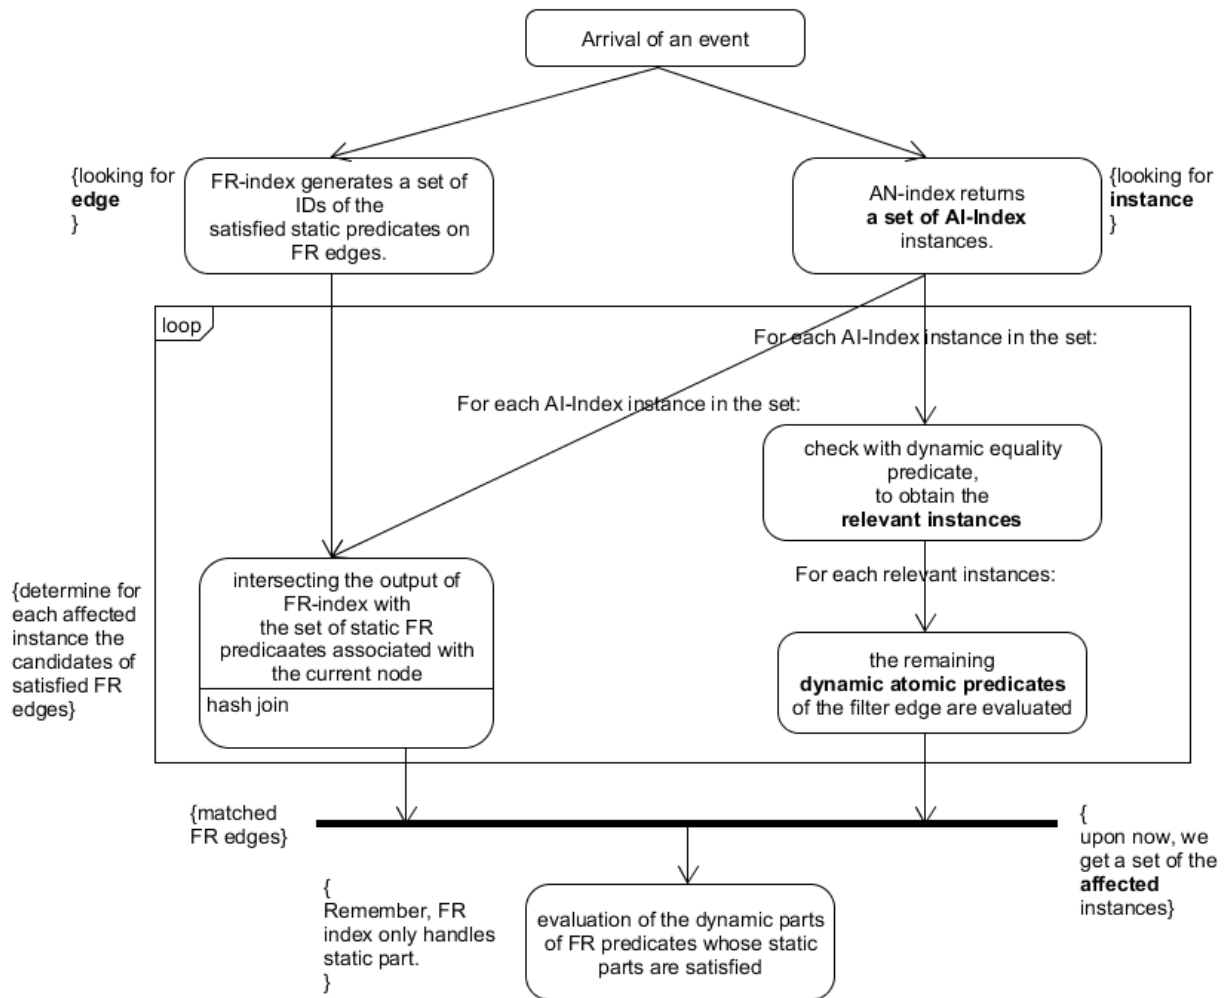 Arrival of an event
{looking for
edge
}
FR-index generates a set of
IDs of the
satisfied static predicates on
FR edges.
AN-index returns
a set of AI-Index
instances.
{looking for
instance
}
loop
For each AI-Index instance in the set:
For each AI-Index instance in the set:
check with dynamic equality
predicate,
to obtain the
relevant instances
For each relevant instances:
{determine for
each affected
instance the
candidates of
satisfied FR
edges}
intersecting the output of
FR-index with
the set of static FR
predicaates associated with
the current node
hash join
the remaining
dynamic atomic predicates
of the filter edge are evaluated
{matched
FR edges}
{
upon now, we
get a set of the
affected
instances}
{
Remember, FR
index only handles
static part.
}
evaluation of the dynamic parts
of FR predicates whose static
parts are satisfied